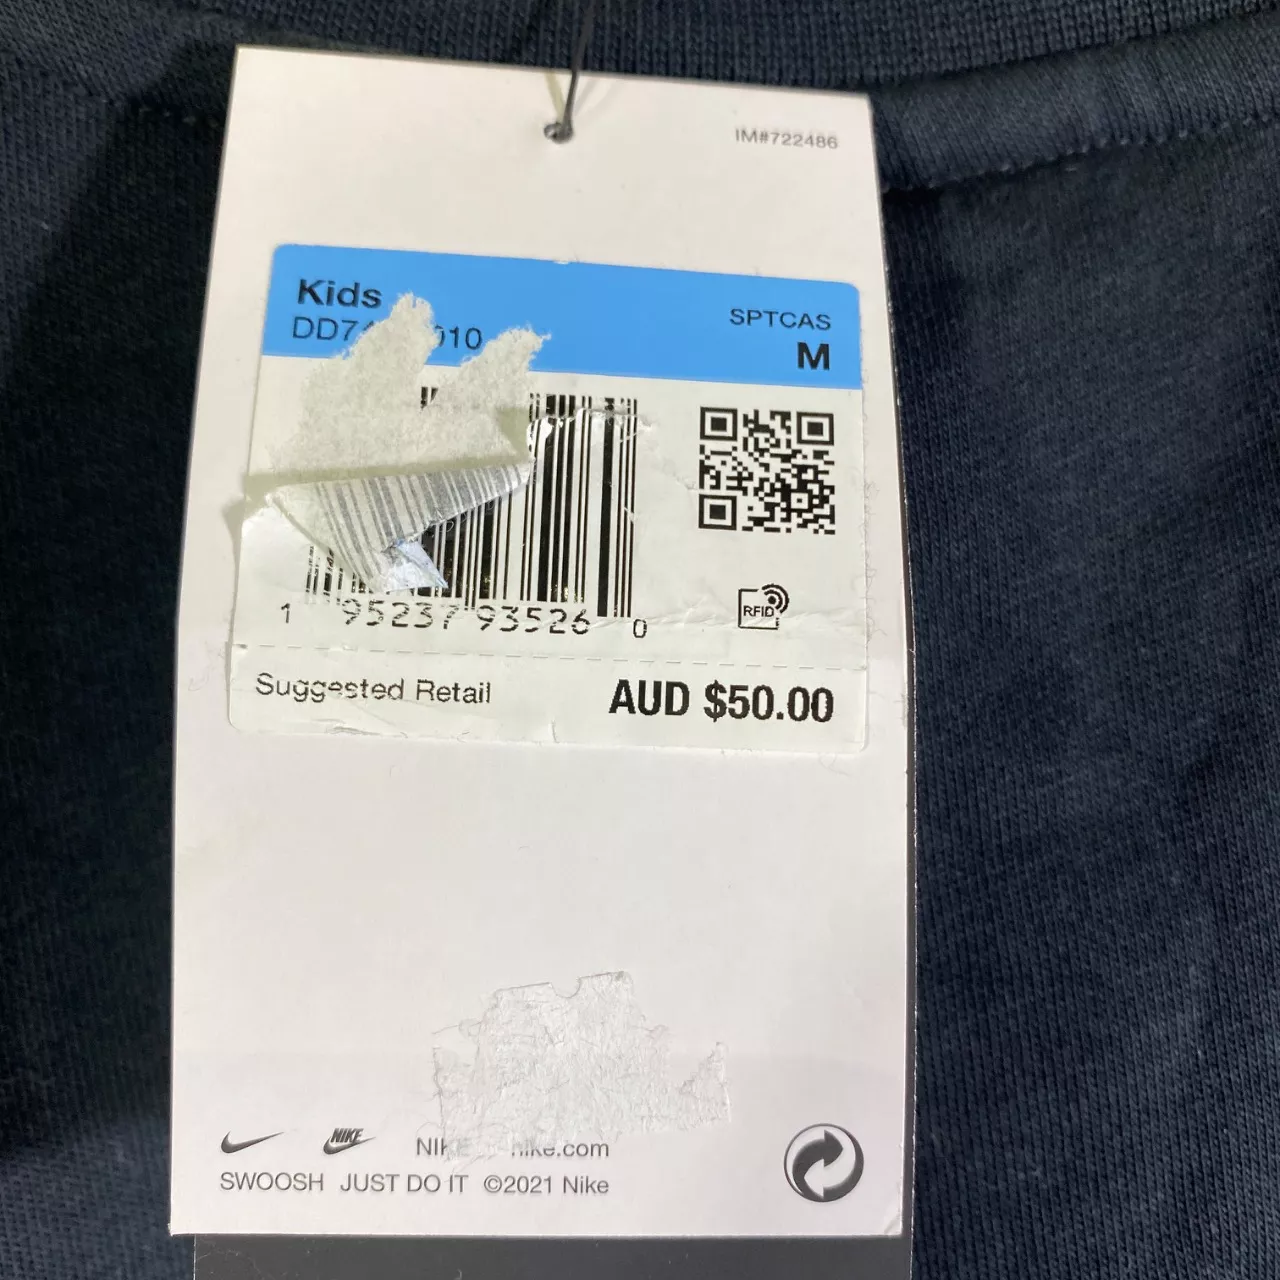 IM#722486
Kids
SPTCAS
M
RFID
1 95237 93526 0
Suggested Retail AUD $50.00
NIKE nike.com
SWOOSH JUST DO IT ©2021 Nike